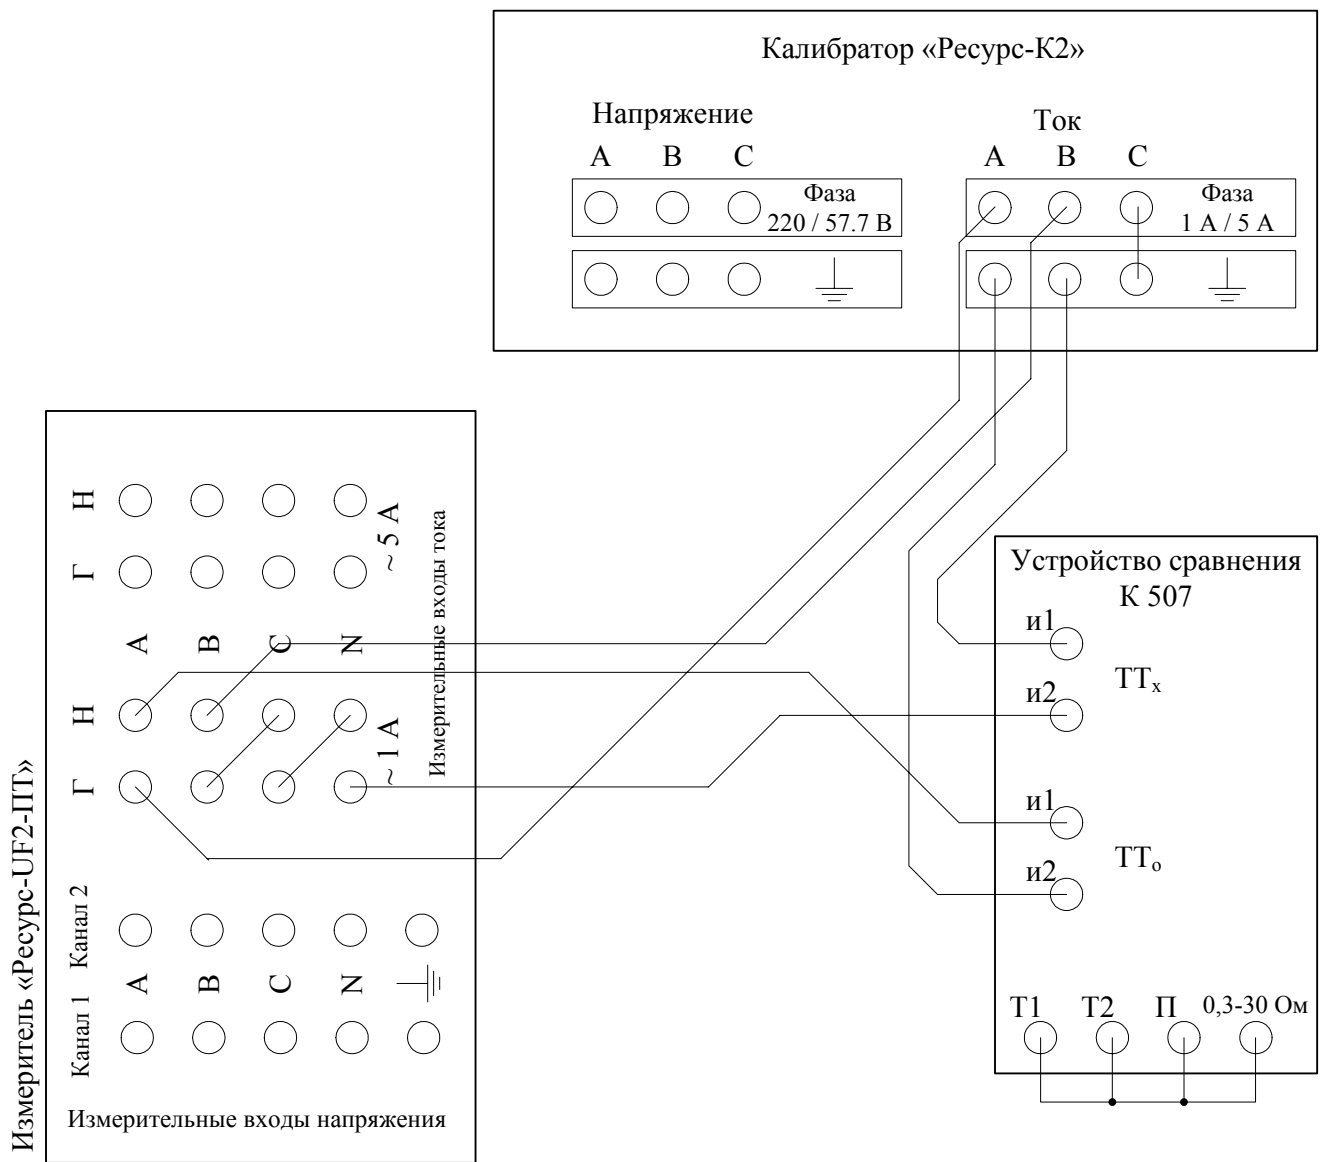 Калибратор «Ресурс-К2»
Напряжение
Ток
А В С
А В С
Фаза
220 / 57.7 В
Фаза
1 А / 5 А
Измеритель «Ресурс-UF2-ПТ»
Н
Г
~ 5 А
А В С N
Измерительные входы тока
Н
Г
~ 1 А
Канал 2
А В С N
Канал 1
Измерительные входы напряжения
Устройство сравнения
К 507
и1
ТТх
и2
и1
ТТо
и2
Т1 Т2 П 0,3-30 Ом